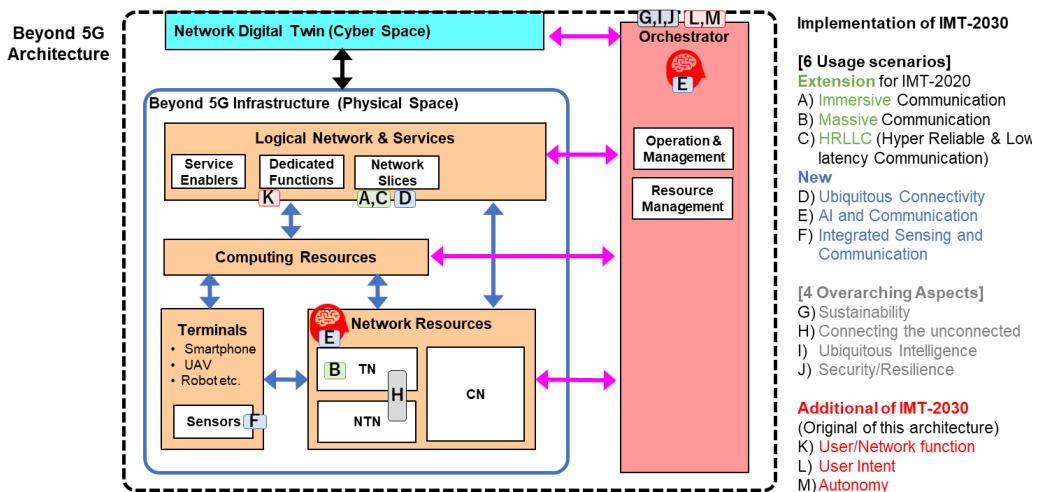 Beyond 5G
Architecture
Network Digital Twin (Cyber Space)
G,I,J
L,M
Orchestrator
E
Operation &
Management
Resource
Management
Beyond 5G Infrastructure (Physical Space)
Logical Network & Services
Service
Enablers
Dedicated
Functions
Network
Slices
K
A,C
D
Computing Resources
Terminals
• Smartphone
• UAV
• Robot etc.
Sensors
F
Network Resources
E
B
TN
H
NTN
CN
Implementation of IMT-2030
[6 Usage scenarios]
Extension for IMT-2020
A) Immersive Communication
B) Massive Communication
C) HRLLC (Hyper Reliable & Low
latency Communication)
New
D) Ubiquitous Connectivity
E) AI and Communication
F) Integrated Sensing and
Communication
[4 Overarching Aspects]
G) Sustainability
H) Connecting the unconnected
I) Ubiquitous Intelligence
J) Security/Resilience
Additional of IMT-2030
(Original of this architecture)
K) User/Network function
L) User Intent
M) Autonomy